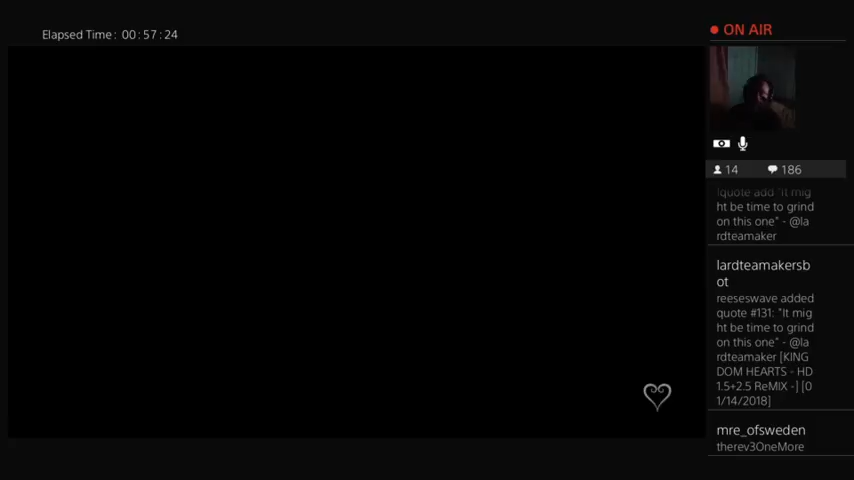 Elapsed Time: 00:57:24
ON AIR
14 186
!quote add "It mig
ht be time to grind
on this one" - @la
rdteamaker
lardteamakersb
ot
reeseswave added
quote #131: "It mig
ht be time to grind
on this one" - @la
rdteamaker [KING
DOM HEARTS - HD
1.5+2.5 ReMIX -] [0
1/14/2018]
mre_ofsweden
therev3OneMore